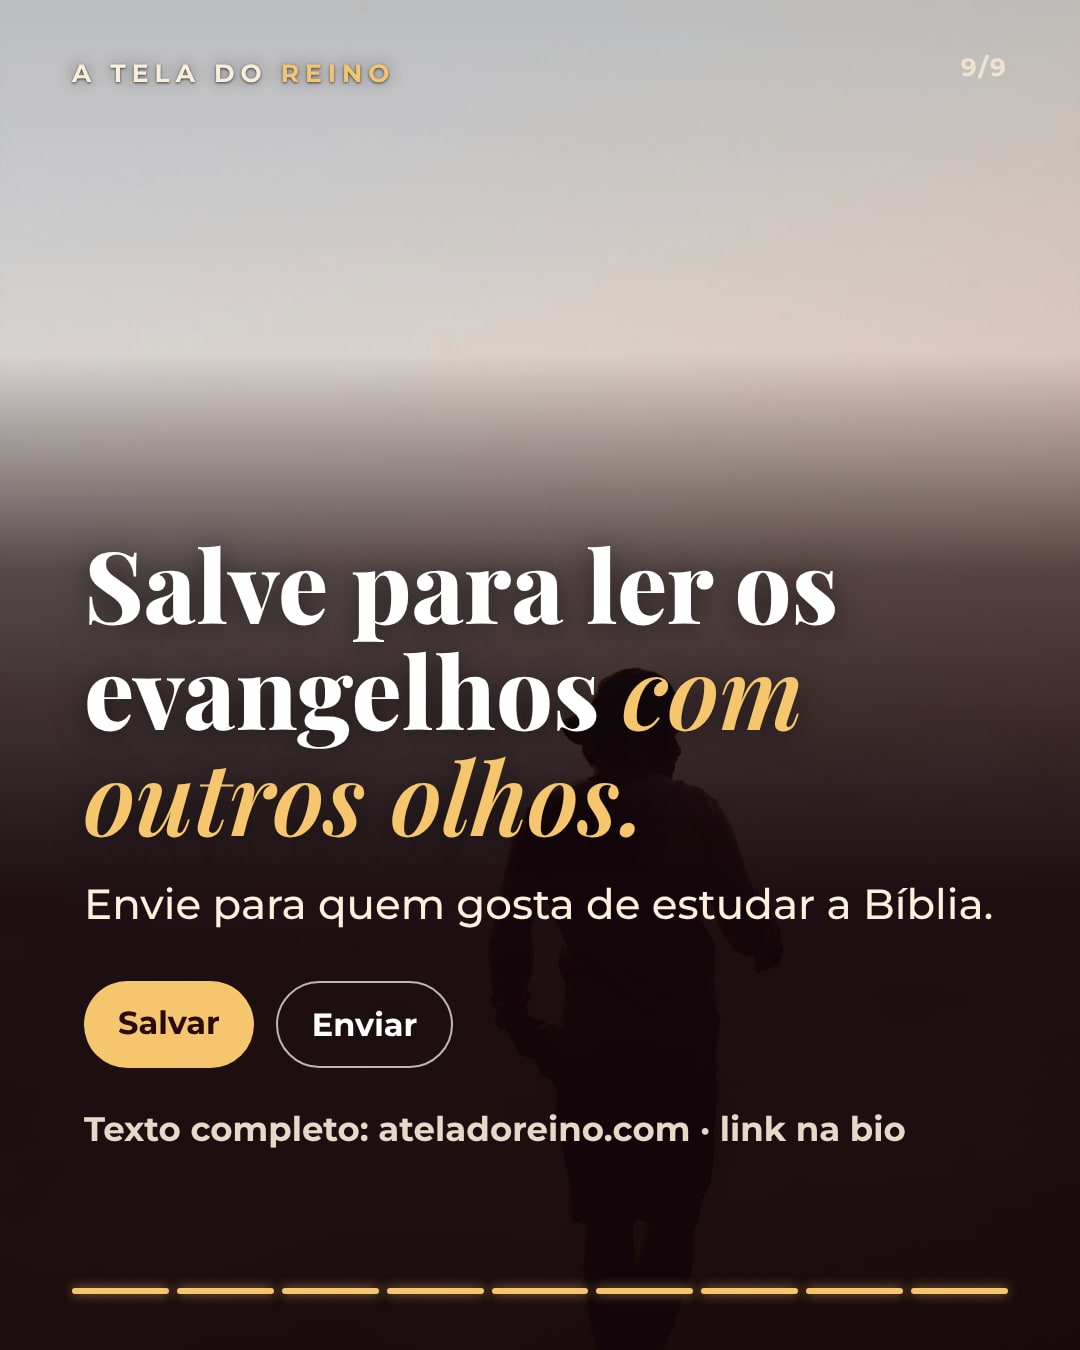 A TELA DO REINO
9/9
Salve para ler os
evangelhos com
outros olhos.
Envie para quem gosta de estudar a Bíblia.
Salvar
Enviar
Texto completo: ateladoreino.com · link na bio